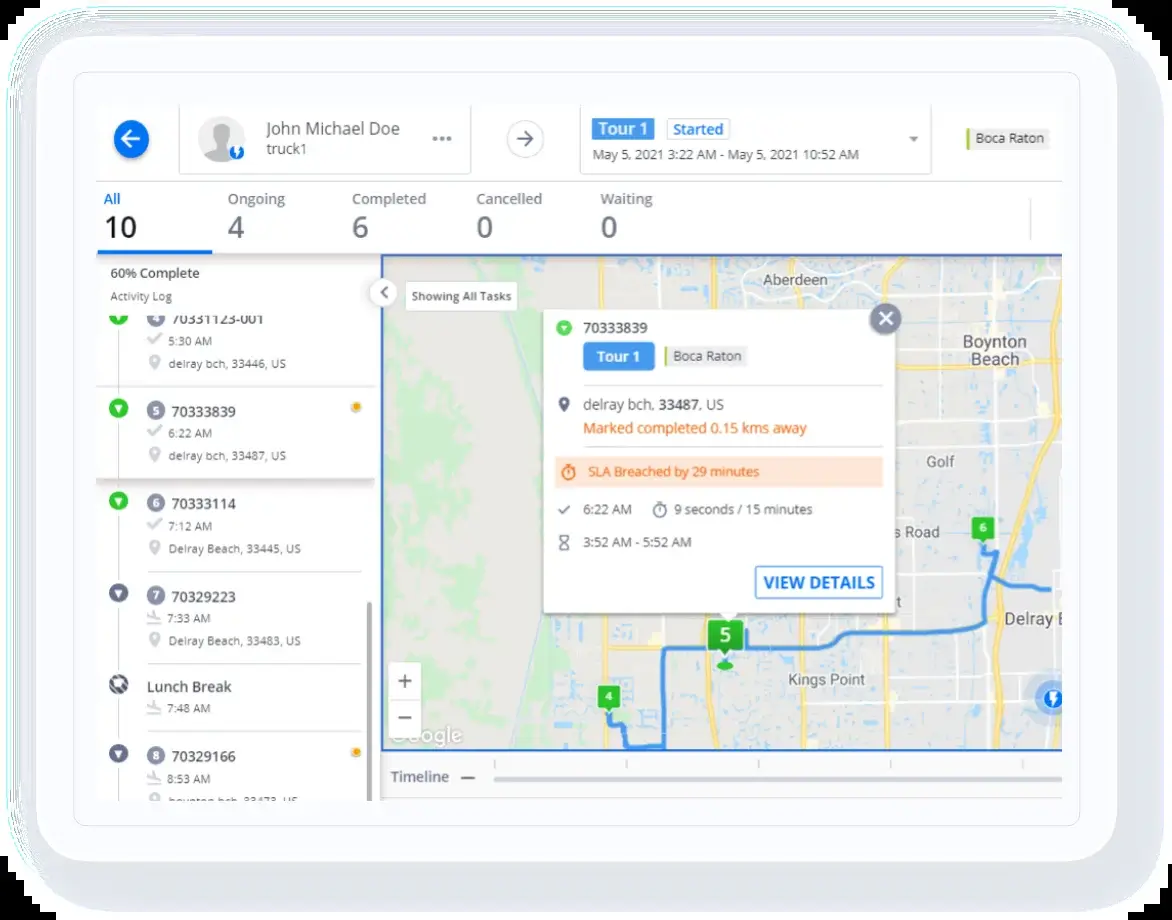 John Michael Doe
truck1
Tour 1 Started
May 5, 2021 3:22 AM - May 5, 2021 10:52 AM
Boca Raton
All
10
Ongoing
4
Completed
6
Cancelled
0
Waiting
0
60% Complete
Activity Log
4 70331123-001
5:30 AM
delray bch, 33446, US
5 70333839
6:22 AM
delray bch, 33487, US
6 70333114
7:12 AM
Delray Beach, 33445, US
7 70329223
7:33 AM
Delray Beach, 33483, US
Lunch Break
7:48 AM
8 70329166
8:53 AM
boynton bch, 33473, US
Showing All Tasks
Aberdeen
Boynton
Beach
70333839
Tour 1 Boca Raton
delray bch, 33487, US
Marked completed 0.15 kms away
SLA Breached by 29 minutes
6:22 AM 9 seconds / 15 minutes
3:52 AM - 5:52 AM
VIEW DETAILS
Golf
s Road
6
t
Delray
5
Kings Point
4
+
−
Google
Timeline